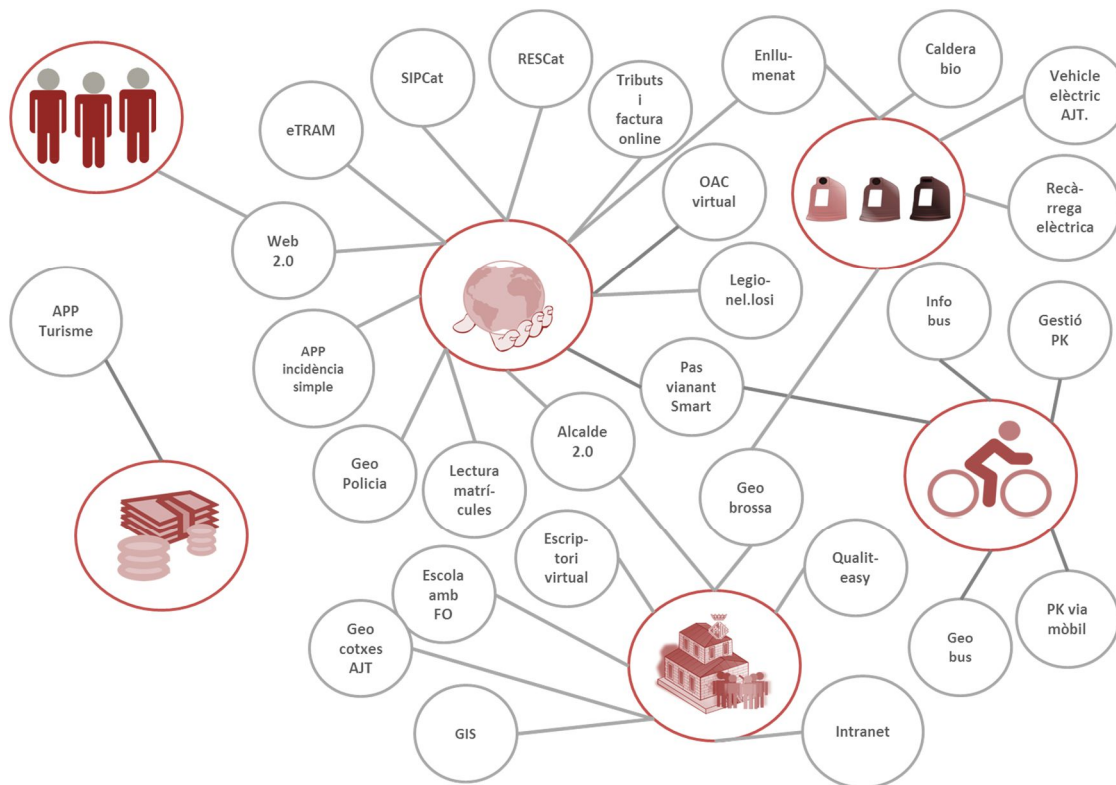 RESCat
SIPCat
Enllu-
menat
Caldera
bio
Vehicle
elèctric
AJT.
Tributs
i
factura
online
eTRAM
OAC
virtual
Recà-
rrega
elèctrica
Web
2.0
Legio-
nel.losi
Info
bus
APP
Turisme
Gestió
PK
APP
incidència
simple
Pas
vianant
Smart
Alcalde
2.0
Geo
Policia
Lectura
matrí-
cules
Geo
brossa
Escrip-
tori
virtual
Qualit-
easy
Escola
amb
FO
Geo
cotxes
AJT
Geo
bus
PK via
mòbil
GIS
Intranet